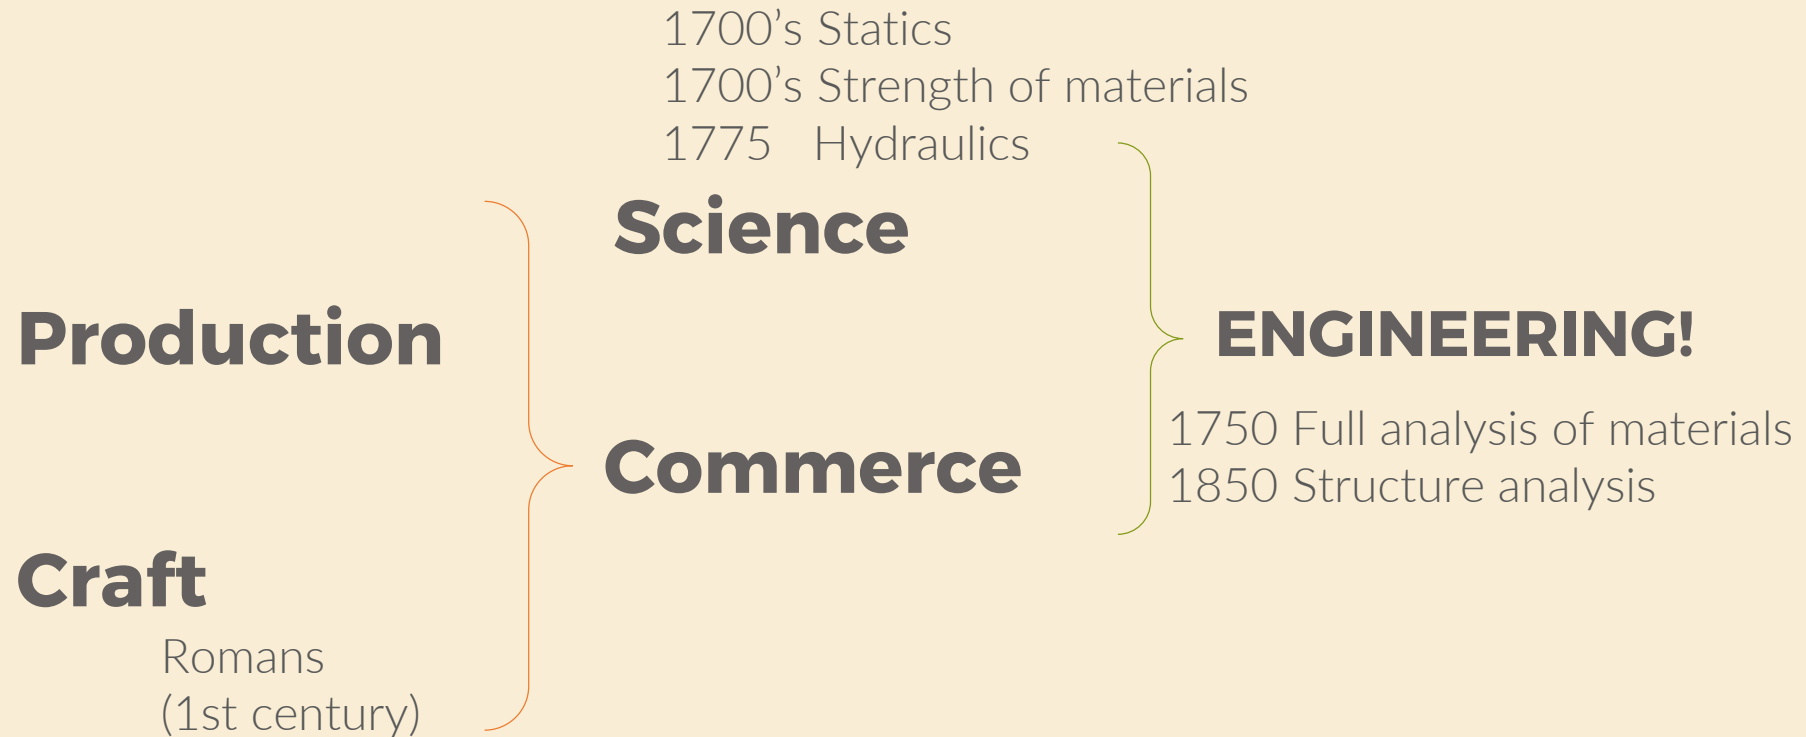 1700’s Statics
1700’s Strength of materials
1775 Hydraulics
Science
Production
ENGINEERING!
Commerce
1750 Full analysis of materials
1850 Structure analysis
Craft
Romans
(1st century)